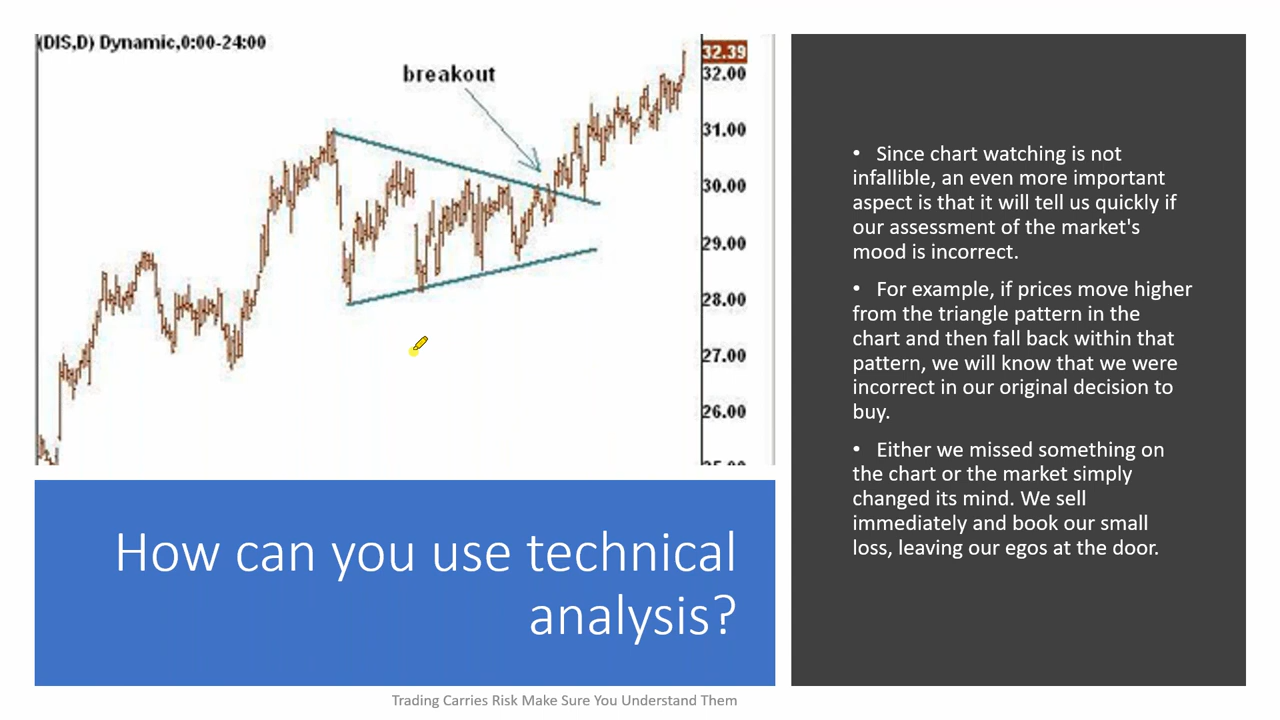 (DIS,D) Dynamic,0:00-24:00
breakout
32.39
32.00
31.00
30.00
29.00
28.00
27.00
26.00
How can you use technical
analysis?
• Since chart watching is not
infallible, an even more important
aspect is that it will tell us quickly if
our assessment of the market's
mood is incorrect.
• For example, if prices move higher
from the triangle pattern in the
chart and then fall back within that
pattern, we will know that we were
incorrect in our original decision to
buy.
• Either we missed something on
the chart or the market simply
changed its mind. We sell
immediately and book our small
loss, leaving our egos at the door.
Trading Carries Risk Make Sure You Understand Them